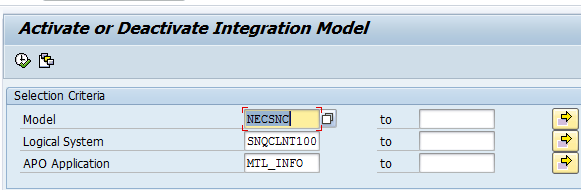 Activate or Deactivate Integration Model
Selection Criteria
Model NECSNC to
Logical System SNQCLNT100 to
APO Application MTL_INFO to